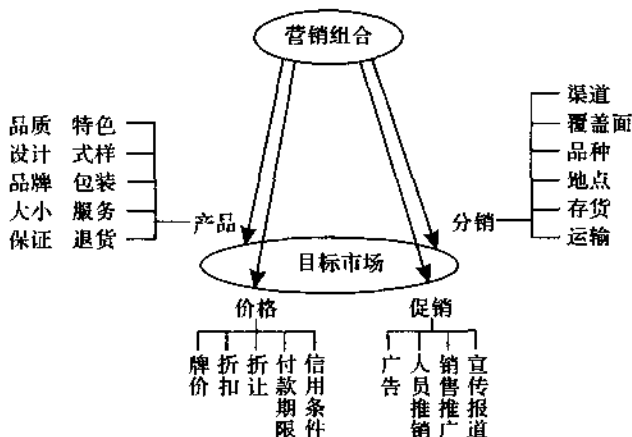 营销组合
品质 特色
设计 式样
品牌 包装
大小 服务
保证 退货
产品
渠道
覆盖面
品种
地点
存货
运输
分销
目标市场
价格
牌价
折扣
折让
付款期限
信用条件
促销
广告
人员推销
销售推广
宣传报道